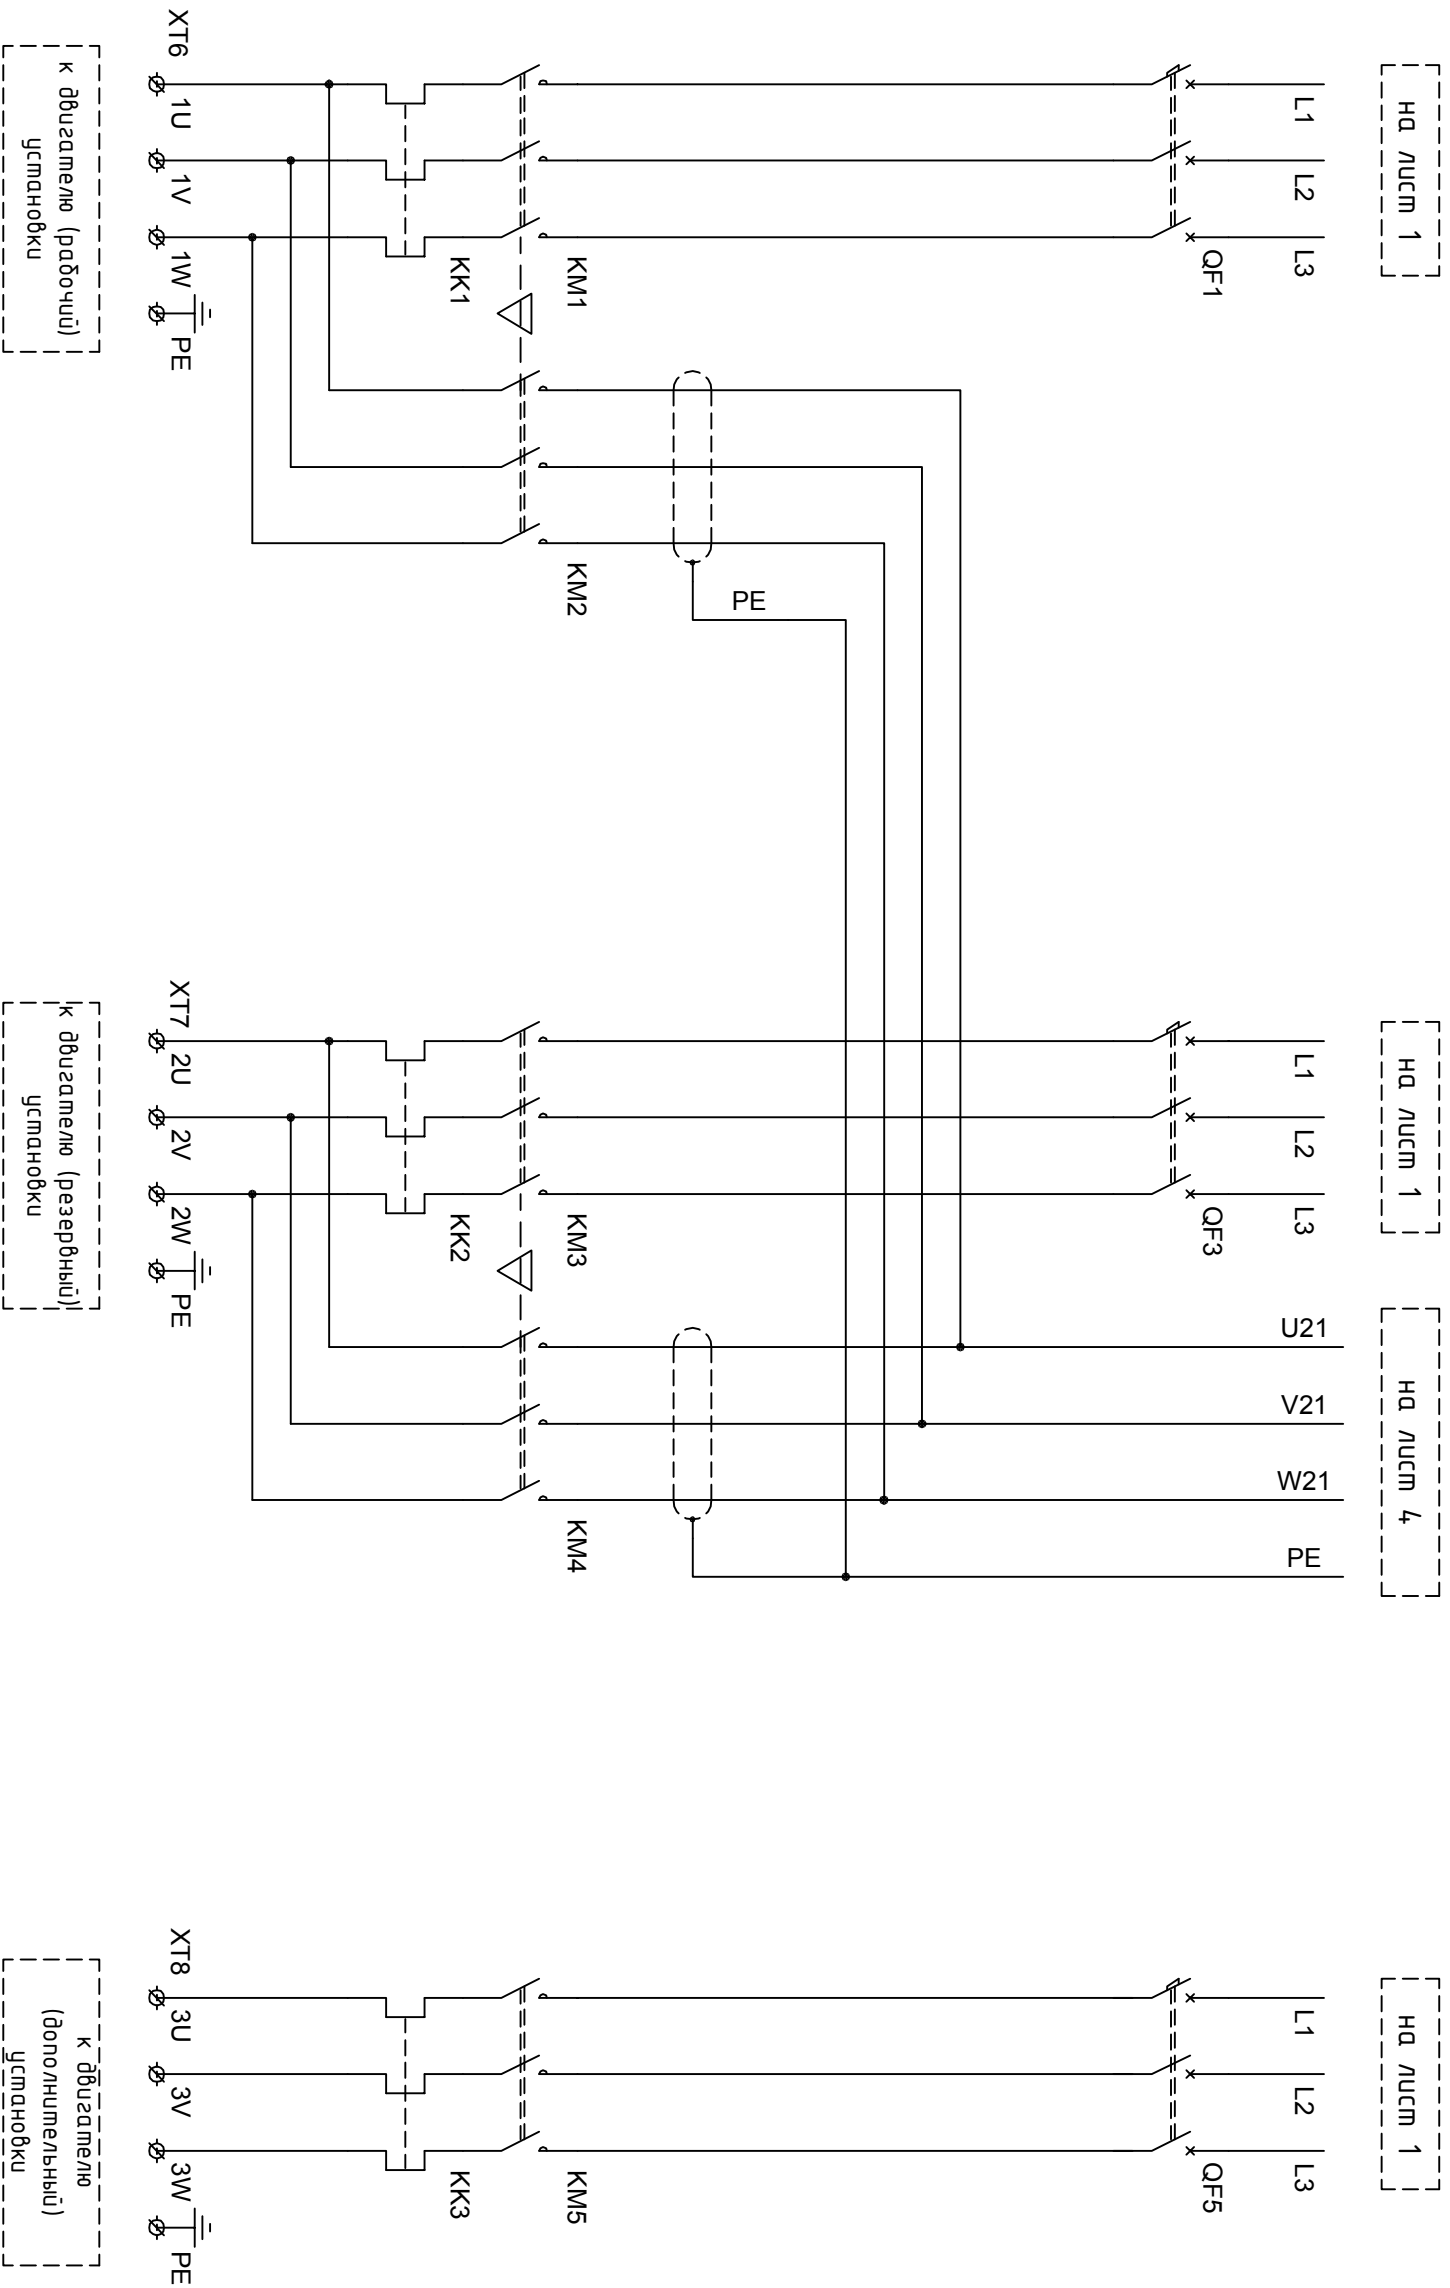 на лист 1
L1
L2
L3
QF1
KM1
KK1
KM2
PE
XT6
1U
1V
1W
PE
к двигателю (рабочий)
установки
на лист 1
L1
L2
L3
QF3
на лист 4
U21
V21
W21
PE
KM3
KK2
KM4
XT7
2U
2V
2W
PE
к двигателю (резервный)
установки
на лист 1
L1
L2
L3
QF5
KM5
KK3
XT8
3U
3V
3W
PE
к двигателю
(дополнительный)
установки